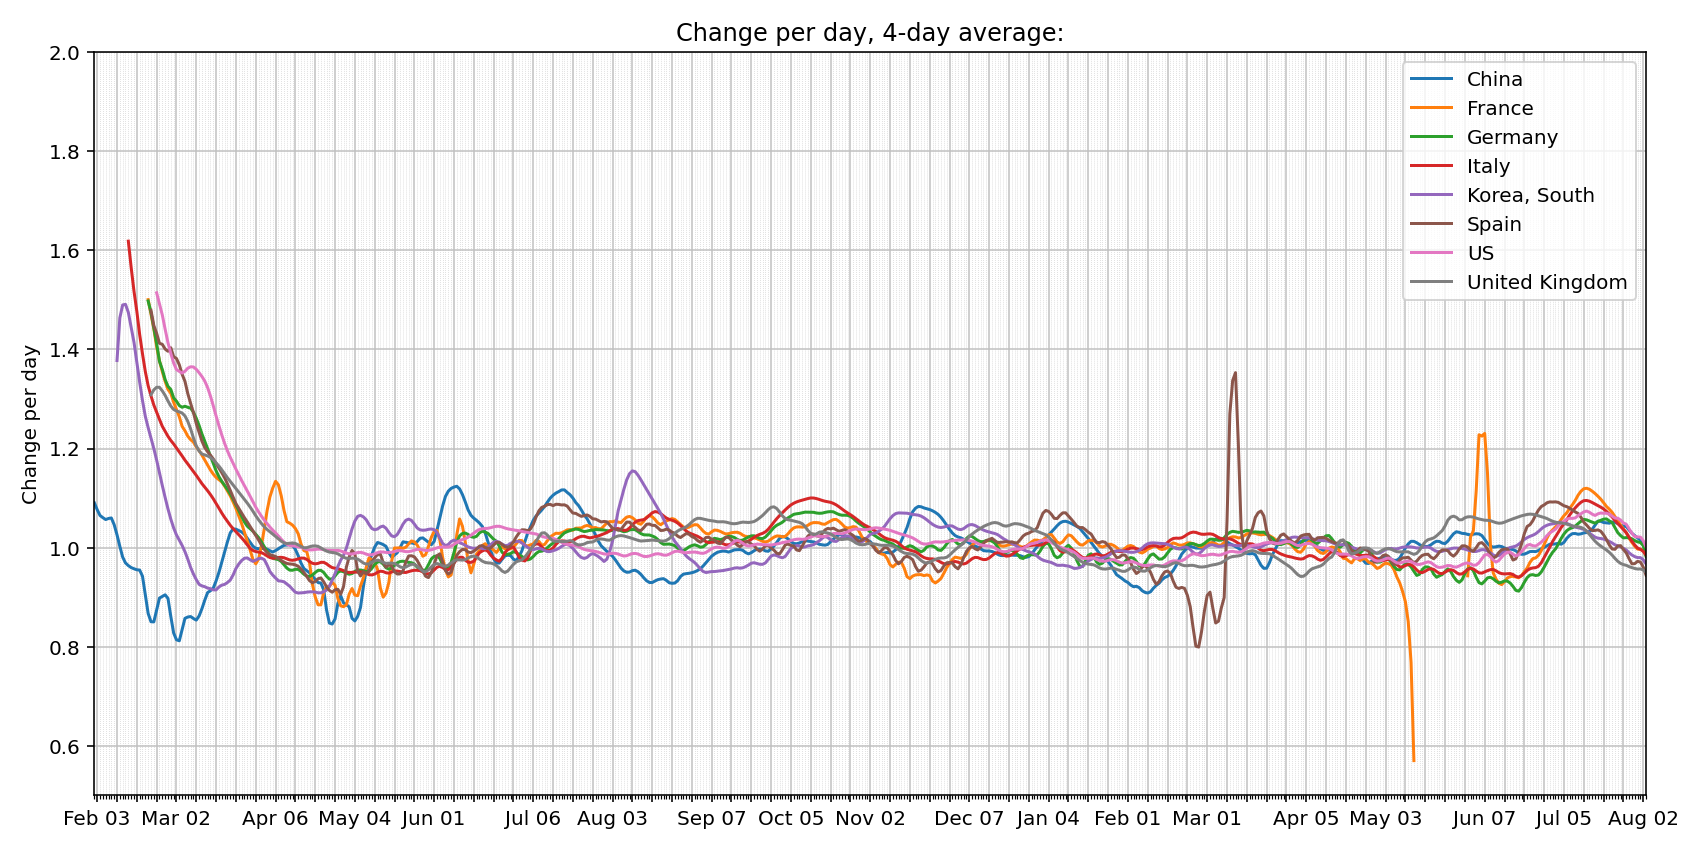 Change per day, 4-day average:
2.0
1.8
1.6
1.4
1.2
1.0
0.8
0.6
Change per day
China
France
Germany
Italy
Korea, South
Spain
US
United Kingdom
Feb 03 Mar 02 Apr 06 May 04 Jun 01 Jul 06 Aug 03 Sep 07 Oct 05 Nov 02 Dec 07 Jan 04 Feb 01 Mar 01 Apr 05 May 03 Jun 07 Jul 05 Aug 02